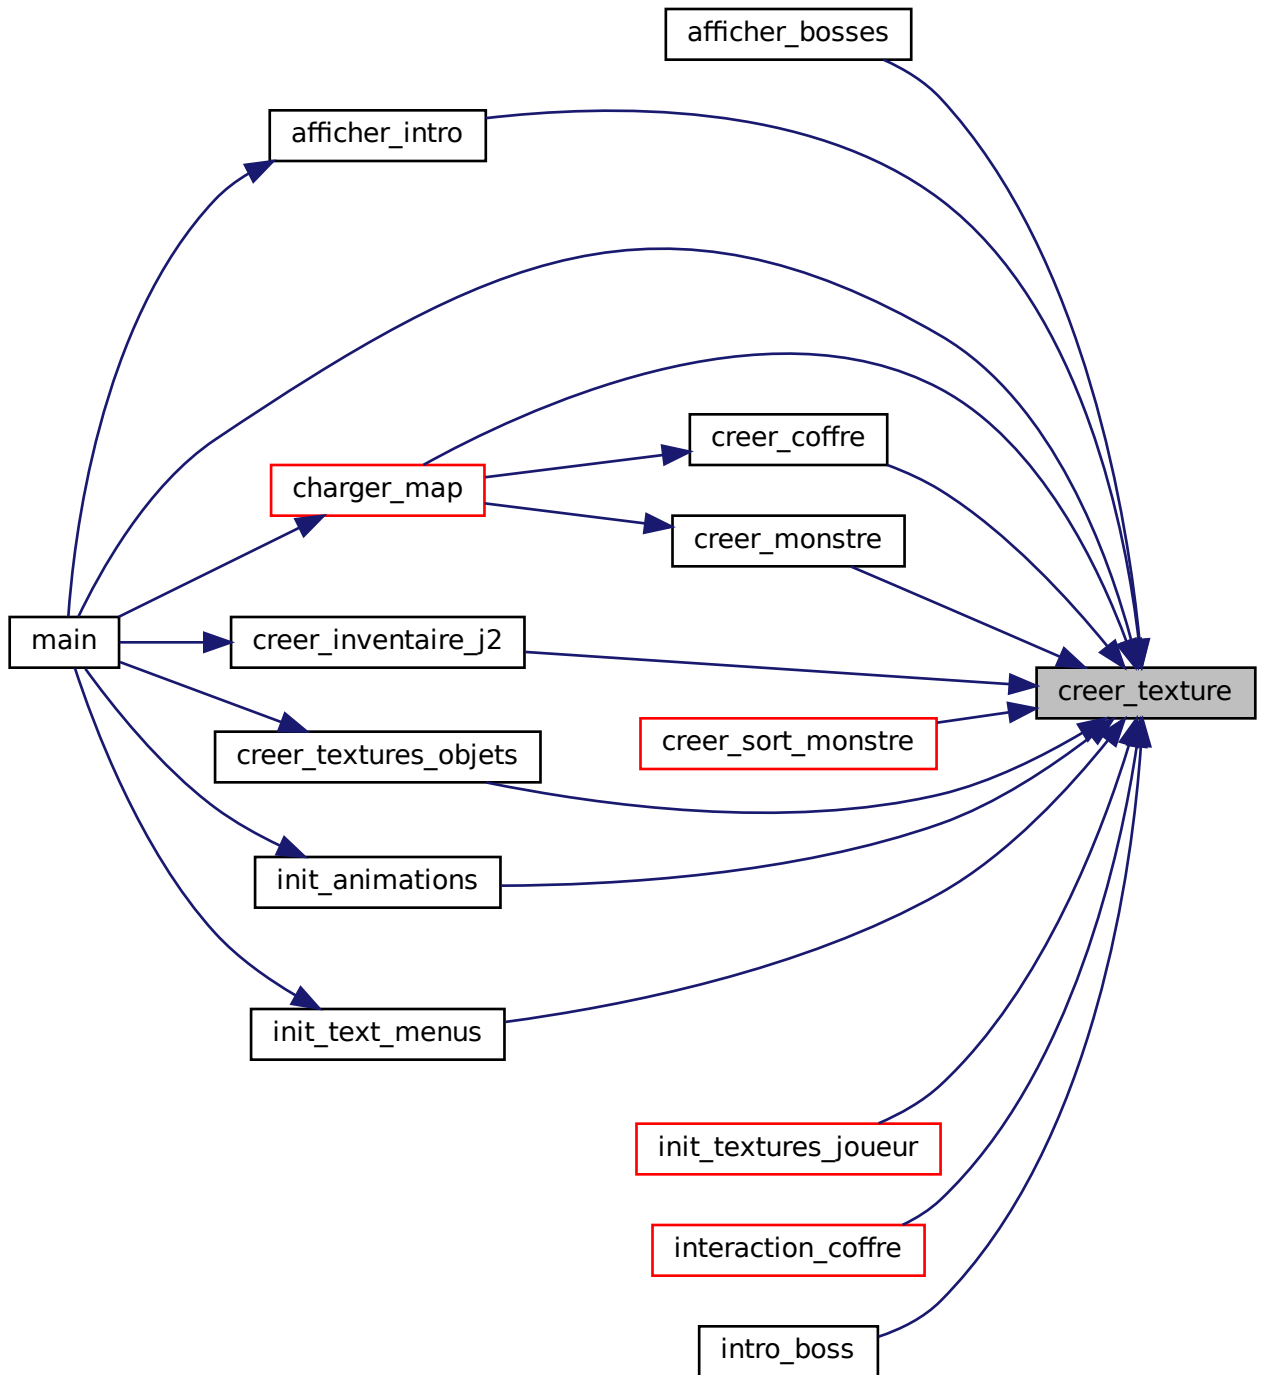 afficher_bosses
afficher_intro
creer_coffre
charger_map
creer_monstre
main
creer_inventaire_j2
creer_texture
creer_sort_monstre
creer_textures_objets
init_animations
init_text_menus
init_textures_joueur
interaction_coffre
intro_boss